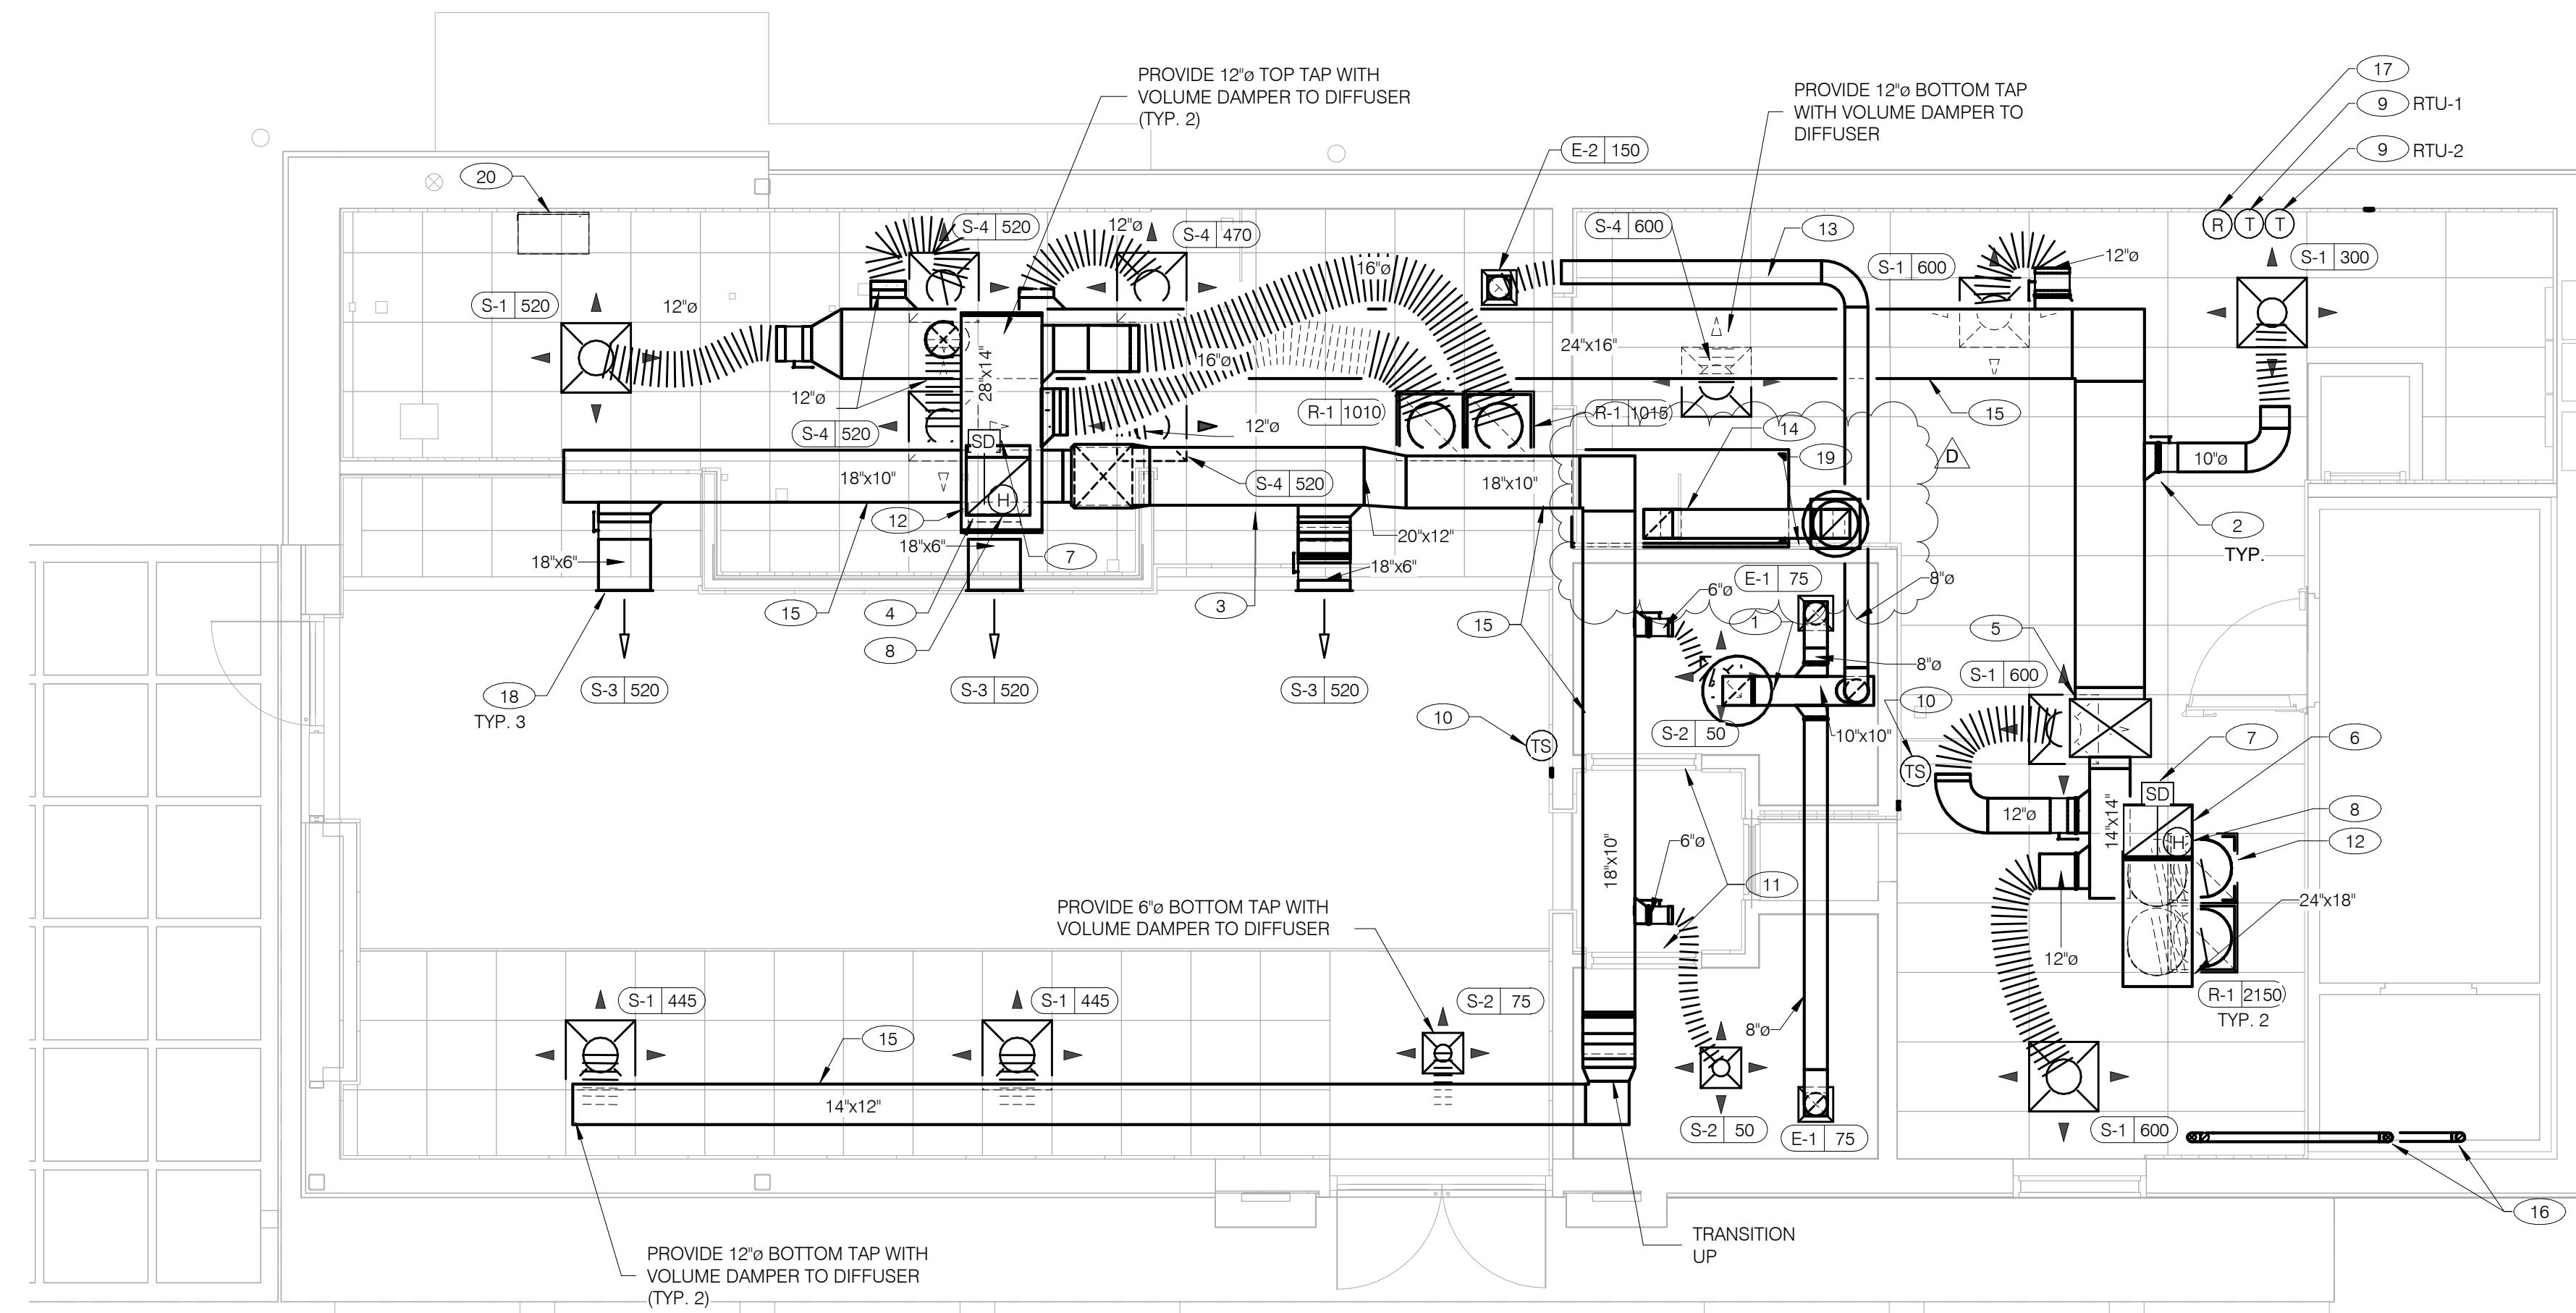 PROVIDE 12"ø TOP TAP WITH
VOLUME DAMPER TO DIFFUSER
(TYP. 2)
PROVIDE 12"ø BOTTOM TAP
WITH VOLUME DAMPER TO
DIFFUSER
17
9 RTU-1
9 RTU-2
E-2 150
20
R T T
S-4 520
12"ø
S-4 470
S-4 600
13
S-1 600
12"ø
S-1 300
S-1 520
12"ø
16"ø
16"ø
24"x16"
28"x14"
12"ø
S-4 520
R-1 1010
R-1 1015
12"ø
14
15
D
SD
19
10"ø
18"x10"
H
S-4 520
18"x10"
12
20"x12"
2
TYP.
18"x6"
18"x6"
7
18"x6"
15
4
3
15
8
6"ø
E-1 75
1
8"ø
5
8"ø
S-1 600
10
18
TYP. 3
S-3 520
S-3 520
S-3 520
10
TS
S-2 50
10"x10"
TS
7
6
SD
8
12"ø
14"x14"
H
12
6"ø
18"x10"
11
24"x18"
PROVIDE 6"ø BOTTOM TAP WITH
VOLUME DAMPER TO DIFFUSER
12"ø
S-1 445
S-1 445
S-2 75
R-1 2150
TYP. 2
15
8"ø
14"x12"
S-2 50
E-1 75
S-1 600
16
TRANSITION
UP
PROVIDE 12"ø BOTTOM TAP WITH
VOLUME DAMPER TO DIFFUSER
(TYP. 2)